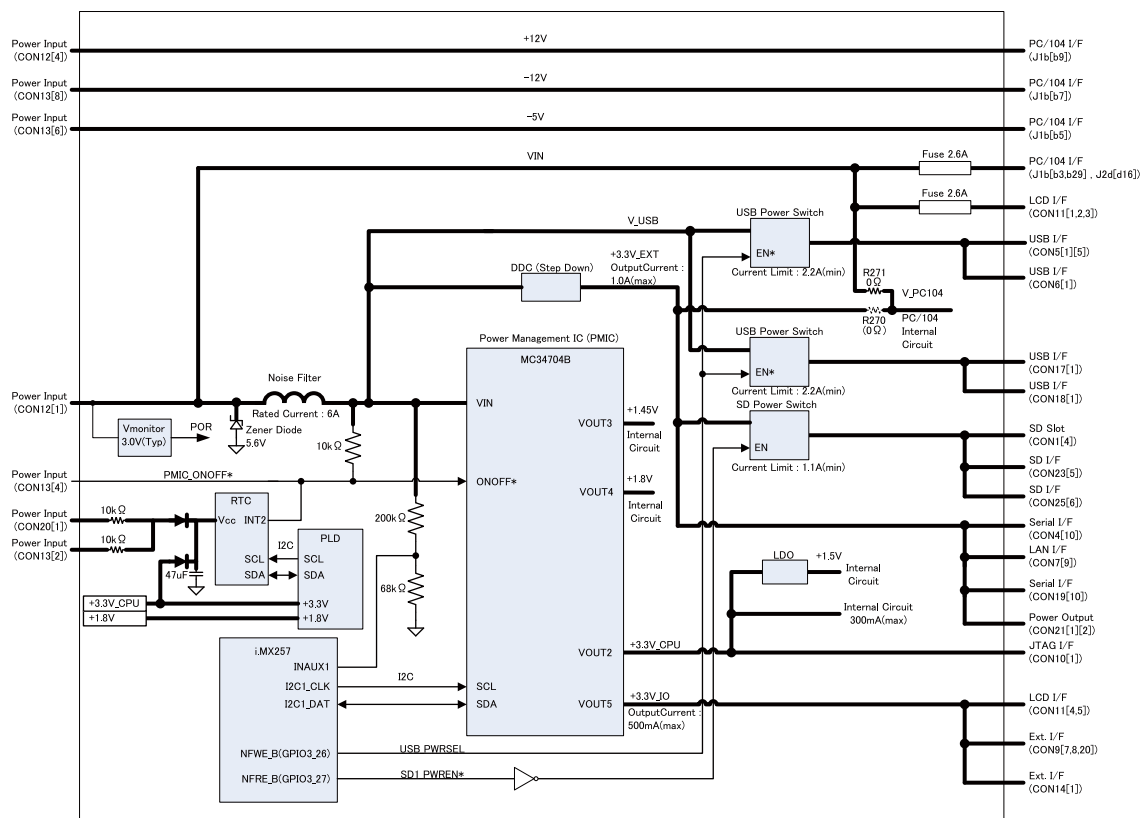 Power Input
(CON12[4])
+12V
PC/104 I/F
(J1b[b9])
Power Input
(CON13[8])
-12V
PC/104 I/F
(J1b[b7])
Power Input
(CON13[6])
-5V
PC/104 I/F
(J1b[b5])
VIN
Fuse 2.6A
PC/104 I/F
(J1b[b3,b29] , J2d[d16])
Fuse 2.6A
LCD I/F
(CON11[1,2,3])
V_USB
USB Power Switch
EN*
Current Limit : 2.2A(min)
USB I/F
(CON5[1][5])
USB I/F
(CON6[1])
DDC (Step Down)
+3.3V_EXT
OutputCurrent :
1.0A(max)
R271
0Ω
V_PC104
R270
(0Ω)
PC/104
Internal
Circuit
Power Management IC (PMIC)
MC34704B
USB Power Switch
EN*
Current Limit : 2.2A(min)
USB I/F
(CON17[1])
USB I/F
(CON18[1])
Power Input
(CON12[1])
Noise Filter
Rated Current : 6A
Zener Diode
5.6V
Vmonitor
3.0V(Typ)
POR
10kΩ
VIN
VOUT3
+1.45V
Internal
Circuit
SD Power Switch
EN
Current Limit : 1.1A(min)
SD Slot
(CON1[4])
SD I/F
(CON23[5])
SD I/F
(CON25[6])
Power Input
(CON13[4])
PMIC_ONOFF*
ONOFF*
VOUT4
+1.8V
Internal
Circuit
Power Input
(CON20[1])
10kΩ
Power Input
(CON13[2])
10kΩ
47uF
RTC
Vcc
INT2
SCL
SDA
I2C
PLD
SCL
SDA
+3.3V
+1.8V
+3.3V_CPU
+1.8V
200kΩ
68kΩ
Serial I/F
(CON4[10])
LAN I/F
(CON7[9])
Serial I/F
(CON19[10])
Power Output
(CON21[1][2])
LDO
+1.5V
Internal
Circuit
Internal Circuit
300mA(max)
VOUT2
+3.3V_CPU
JTAG I/F
(CON10[1])
i.MX257
INAUX1
I2C1_CLK
I2C1_DAT
I2C
SCL
SDA
VOUT5
+3.3V_IO
OutputCurrent :
500mA(max)
LCD I/F
(CON11[4,5])
NFWE_B(GPIO3_26)
USB PWRSEL
Ext. I/F
(CON9[7,8,20])
NFRE_B(GPIO3_27)
SD1 PWREN*
Ext. I/F
(CON14[1])